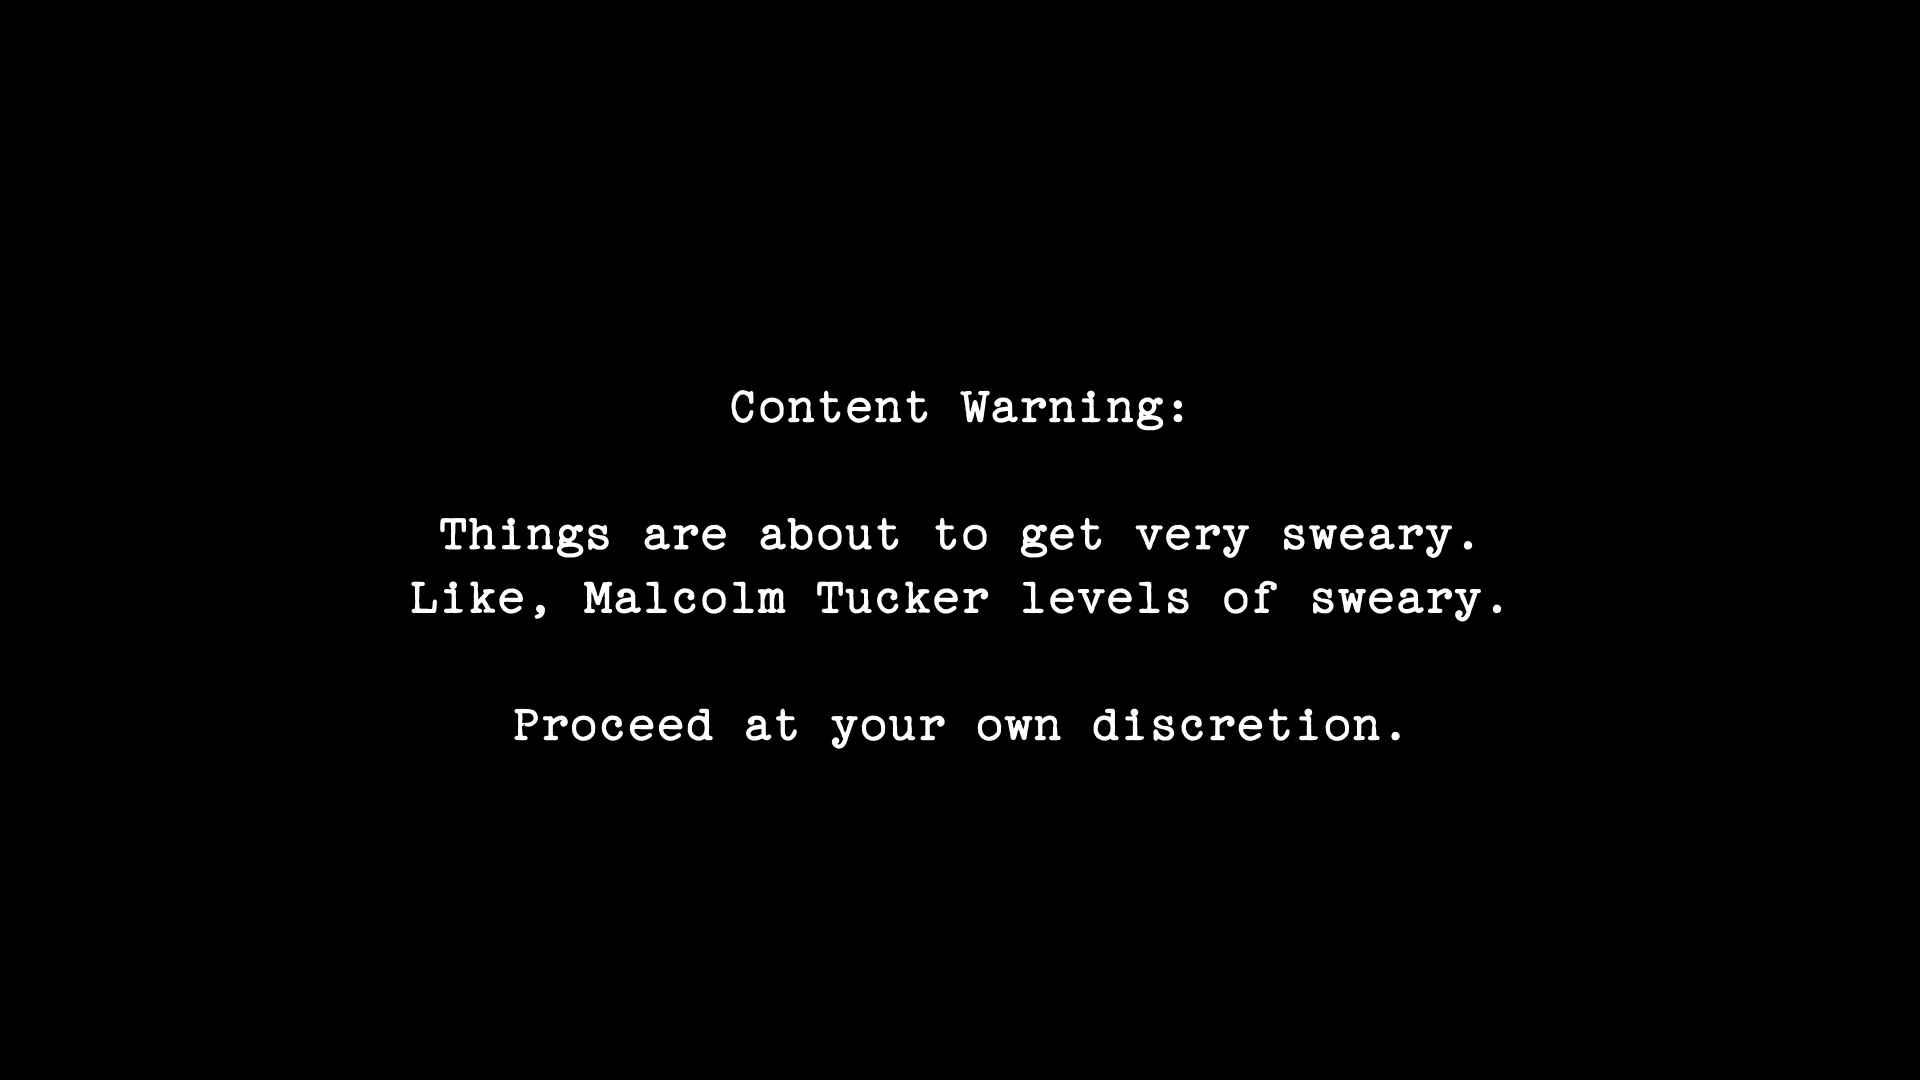 Content Warning:
Things are about to get very sweary.
Like, Malcolm Tucker levels of sweary.
Proceed at your own discretion.